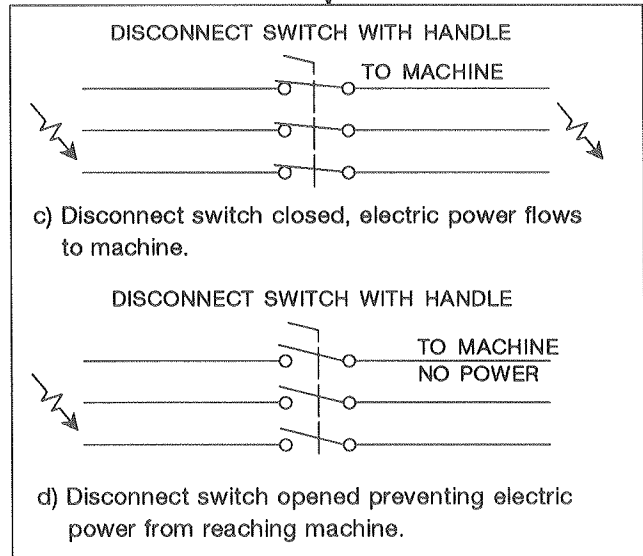 DISCONNECT SWITCH WITH HANDLE
TO MACHINE
c) Disconnect switch closed, electric power flows
to machine.
DISCONNECT SWITCH WITH HANDLE
TO MACHINE
NO POWER
d) Disconnect switch opened preventing electric
power from reaching machine.